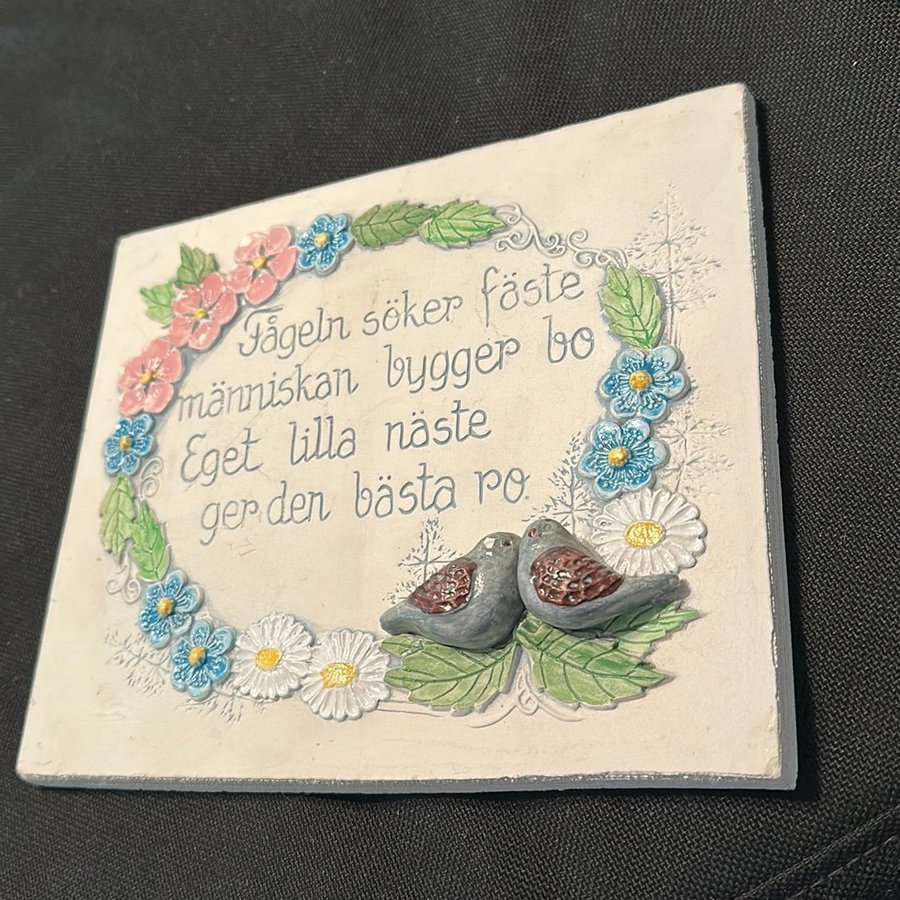 Fågeln söker fäste
människan bygger bo
Eget lilla näste
ger den bästa ro.